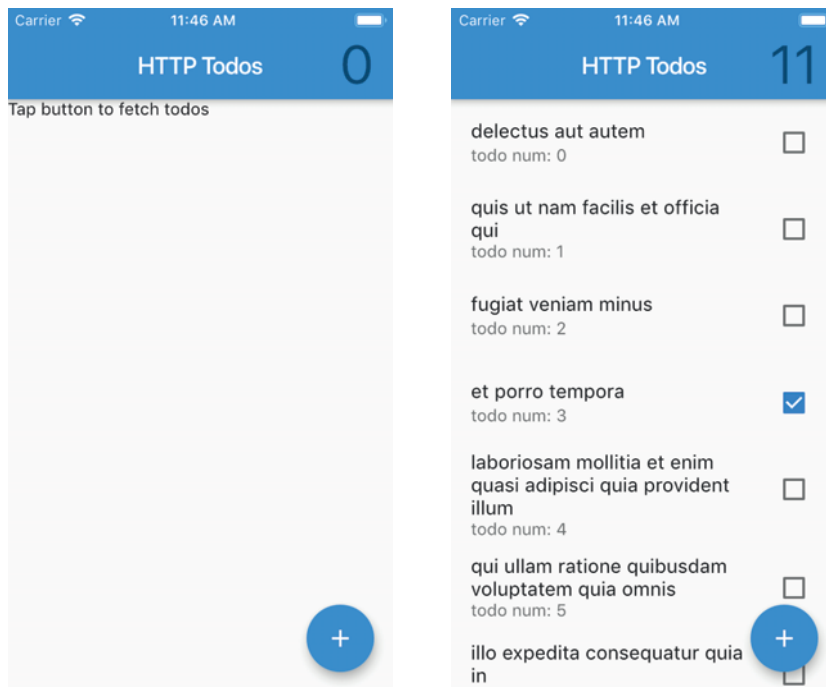 Carrier 11:46 AM
HTTP Todos 0
Tap button to fetch todos
+
Carrier 11:46 AM
HTTP Todos 11
delectus aut autem
todo num: 0
quis ut nam facilis et officia
qui
todo num: 1
fugiat veniam minus
todo num: 2
et porro tempora
todo num: 3
laboriosam mollitia et enim
quasi adipisci quia provident
illum
todo num: 4
qui ullam ratione quibusdam
voluptatem quia omnis
todo num: 5
illo expedita consequatur quia
in
+